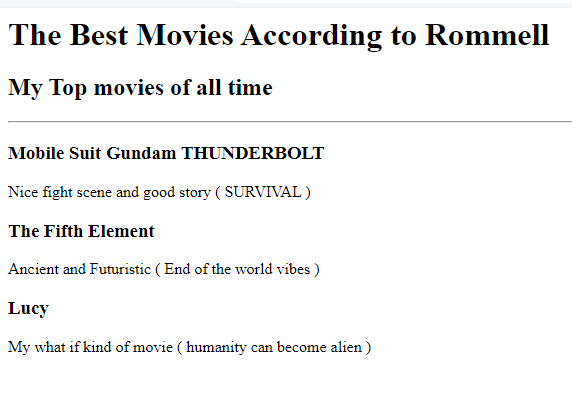 The Best Movies According to Rommell
My Top movies of all time
Mobile Suit Gundam THUNDERBOLT
Nice fight scene and good story ( SURVIVAL )
The Fifth Element
Ancient and Futuristic ( End of the world vibes )
Lucy
My what if kind of movie ( humanity can become alien )